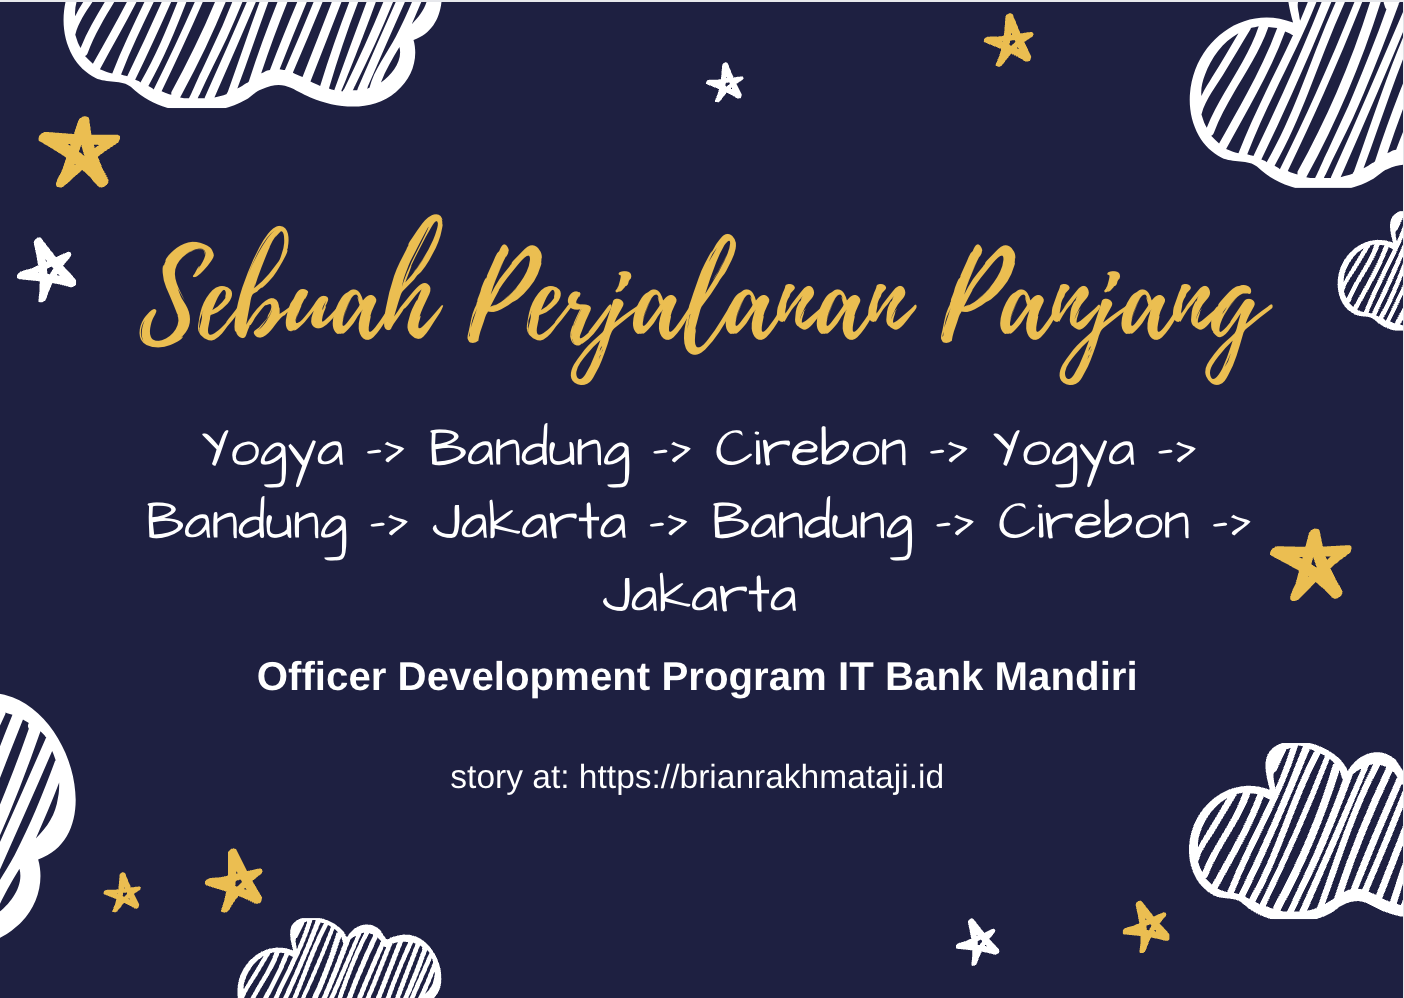 Sebuah Perjalanan Panjang
Yogya -> Bandung -> Cirebon -> Yogya ->
Bandung -> Jakarta -> Bandung -> Cirebon ->
Jakarta
Officer Development Program IT Bank Mandiri
story at: https://brianrakhmataji.id